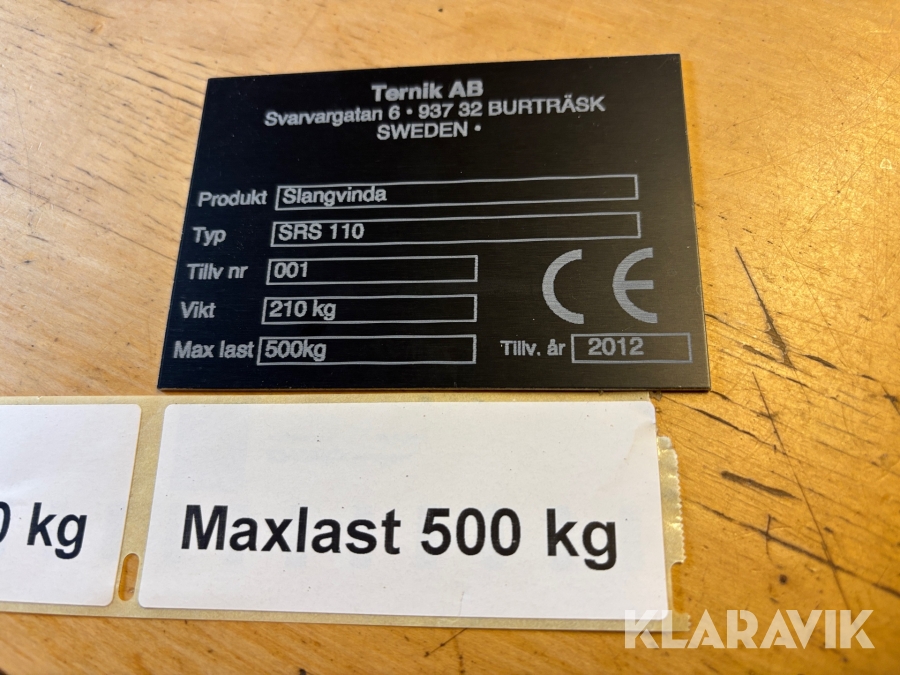 Ternik AB
Svarvargatan 6 • 937 32 BURTRÄSK
SWEDEN •
Produkt Slangvinda
Typ SRS 110
Tillv nr 001
Vikt 210 kg
Max last 500kg
Tillv. år 2012
CE
0 kg
Maxlast 500 kg
KLARAVIK